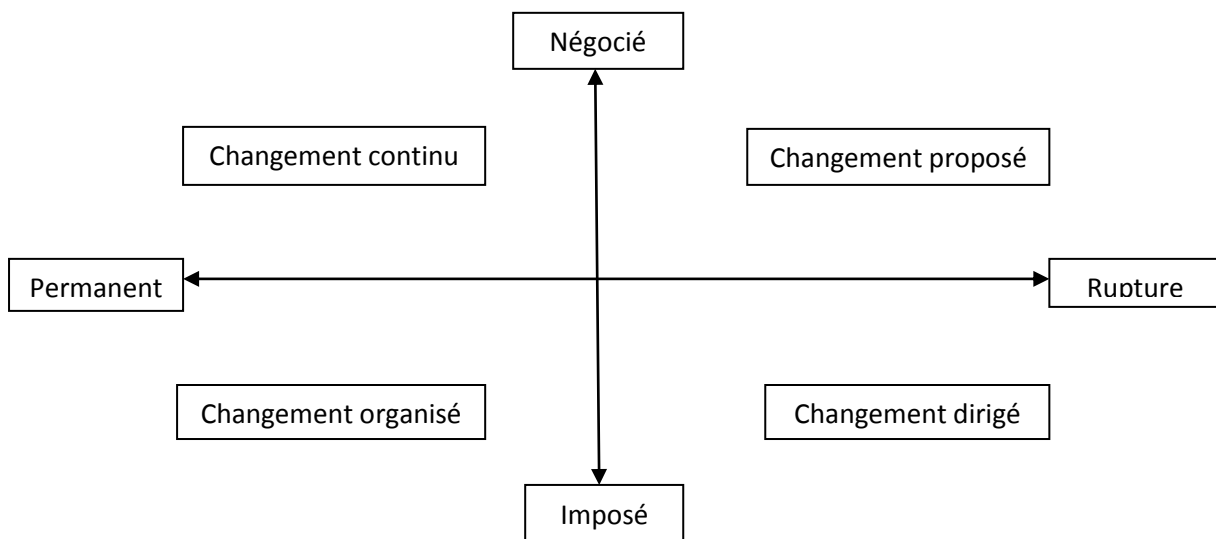 Négocié
Changement continu
Changement proposé
Permanent
Rupture
Changement organisé
Changement dirigé
Imposé